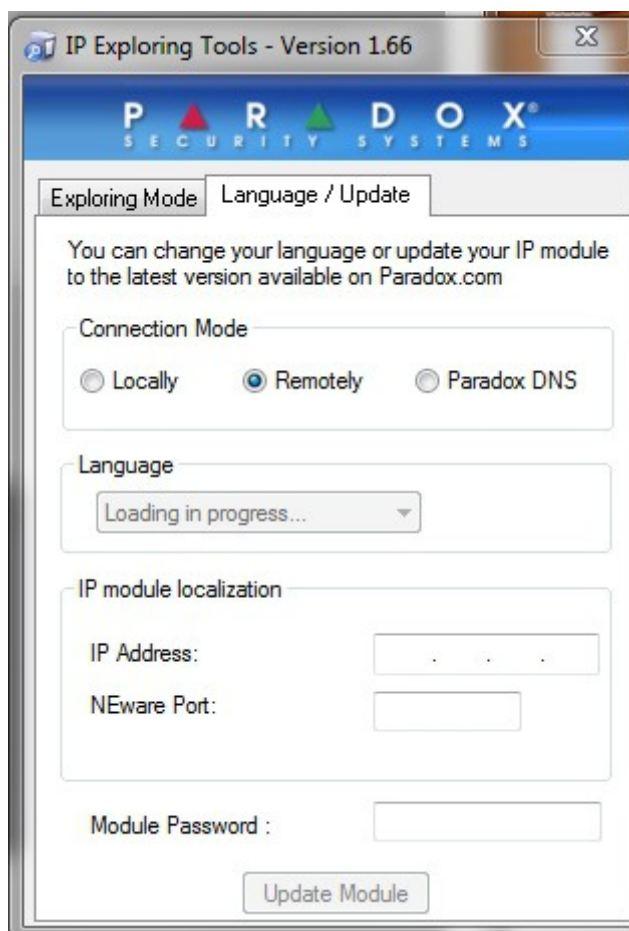 IP Exploring Tools - Version 1.66
PARADOX®
SECURITY SYSTEMS
Exploring Mode
Language / Update
You can change your language or update your IP module
to the latest version available on Paradox.com
Connection Mode
Locally Remotely Paradox DNS
Language
Loading in progress...
IP module localization
IP Address: . . .
NEware Port:
Module Password :
Update Module